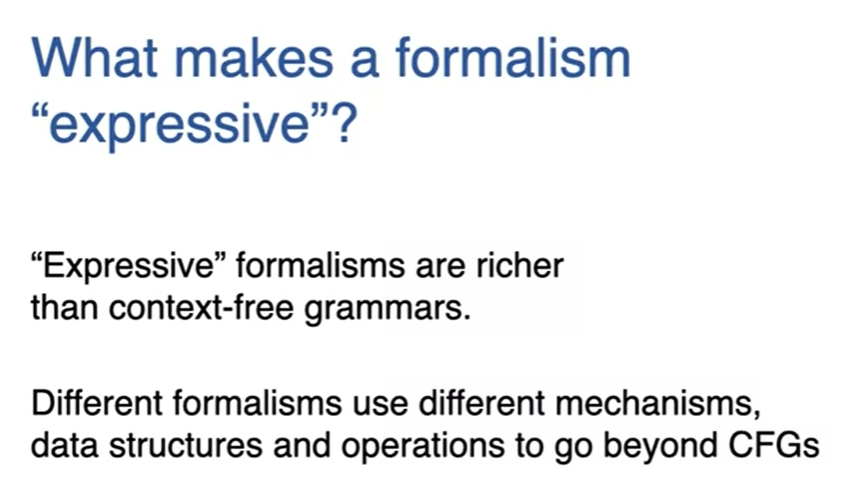 What makes a formalism
“expressive”?
“Expressive” formalisms are richer
than context-free grammars.
Different formalisms use different mechanisms,
data structures and operations to go beyond CFGs